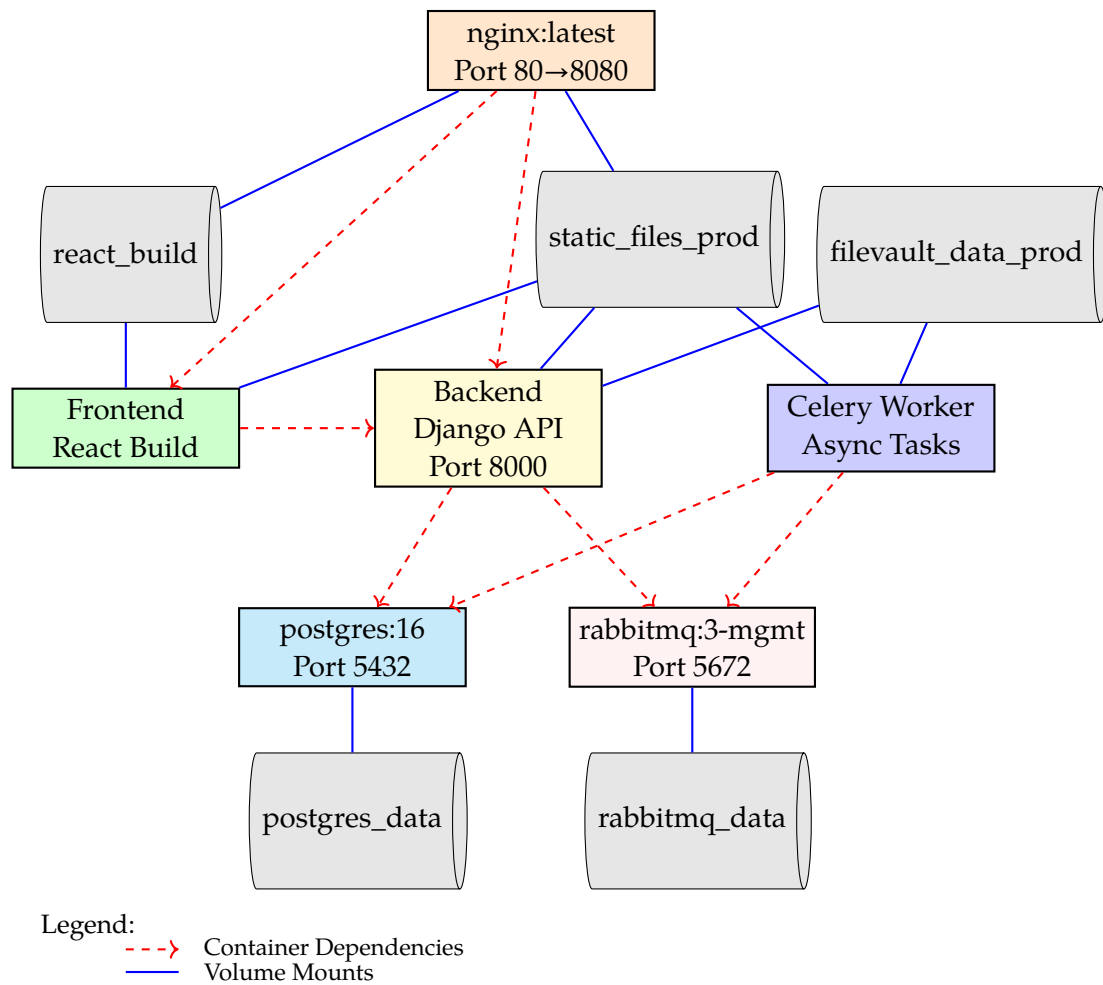 nginx:latest
Port 80→8080
react_build
static_files_prod
filevault_data_prod
Frontend
React Build
Backend
Django API
Port 8000
Celery Worker
Async Tasks
postgres:16
Port 5432
rabbitmq:3-mgmt
Port 5672
postgres_data
rabbitmq_data
Legend:
Container Dependencies
Volume Mounts